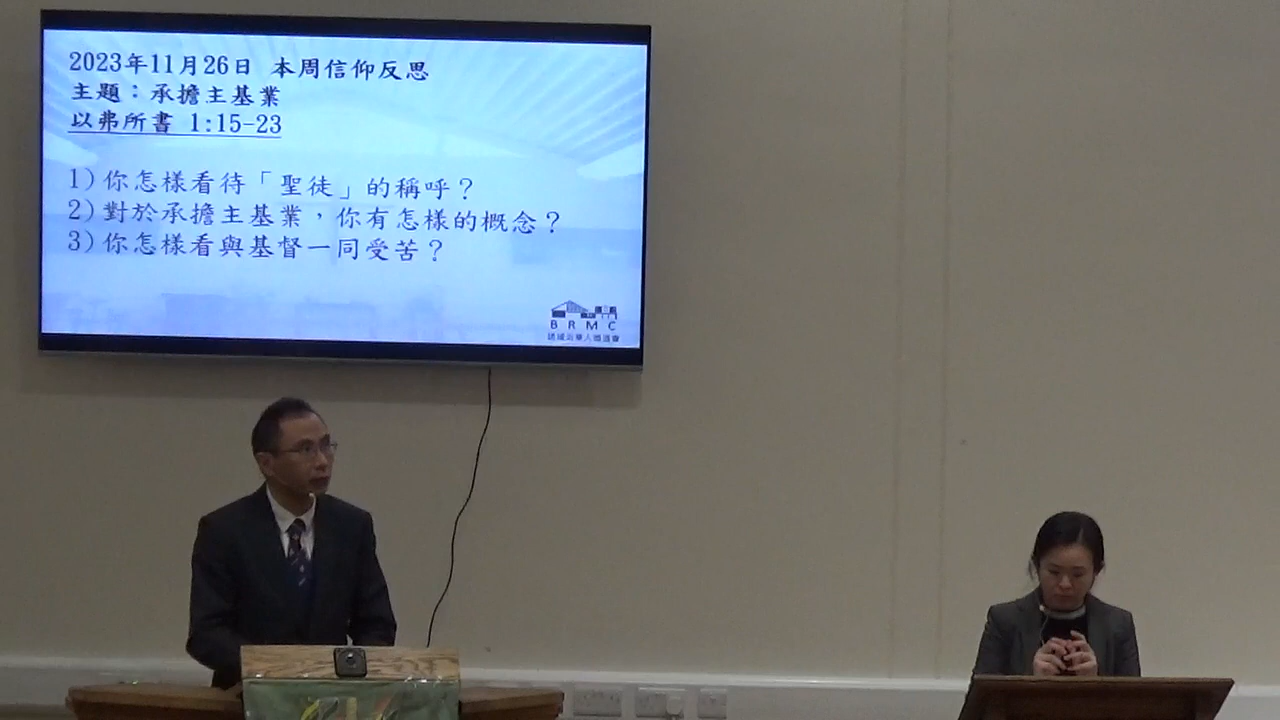 2023年11月26日 本周信仰反思
主題：承擔主基業
以弗所書 1:15-23
1)你怎樣看待「聖徒」的稱呼？
2)對於承擔主基業，你有怎樣的概念？
3)你怎樣看與基督一同受苦？
BRMC